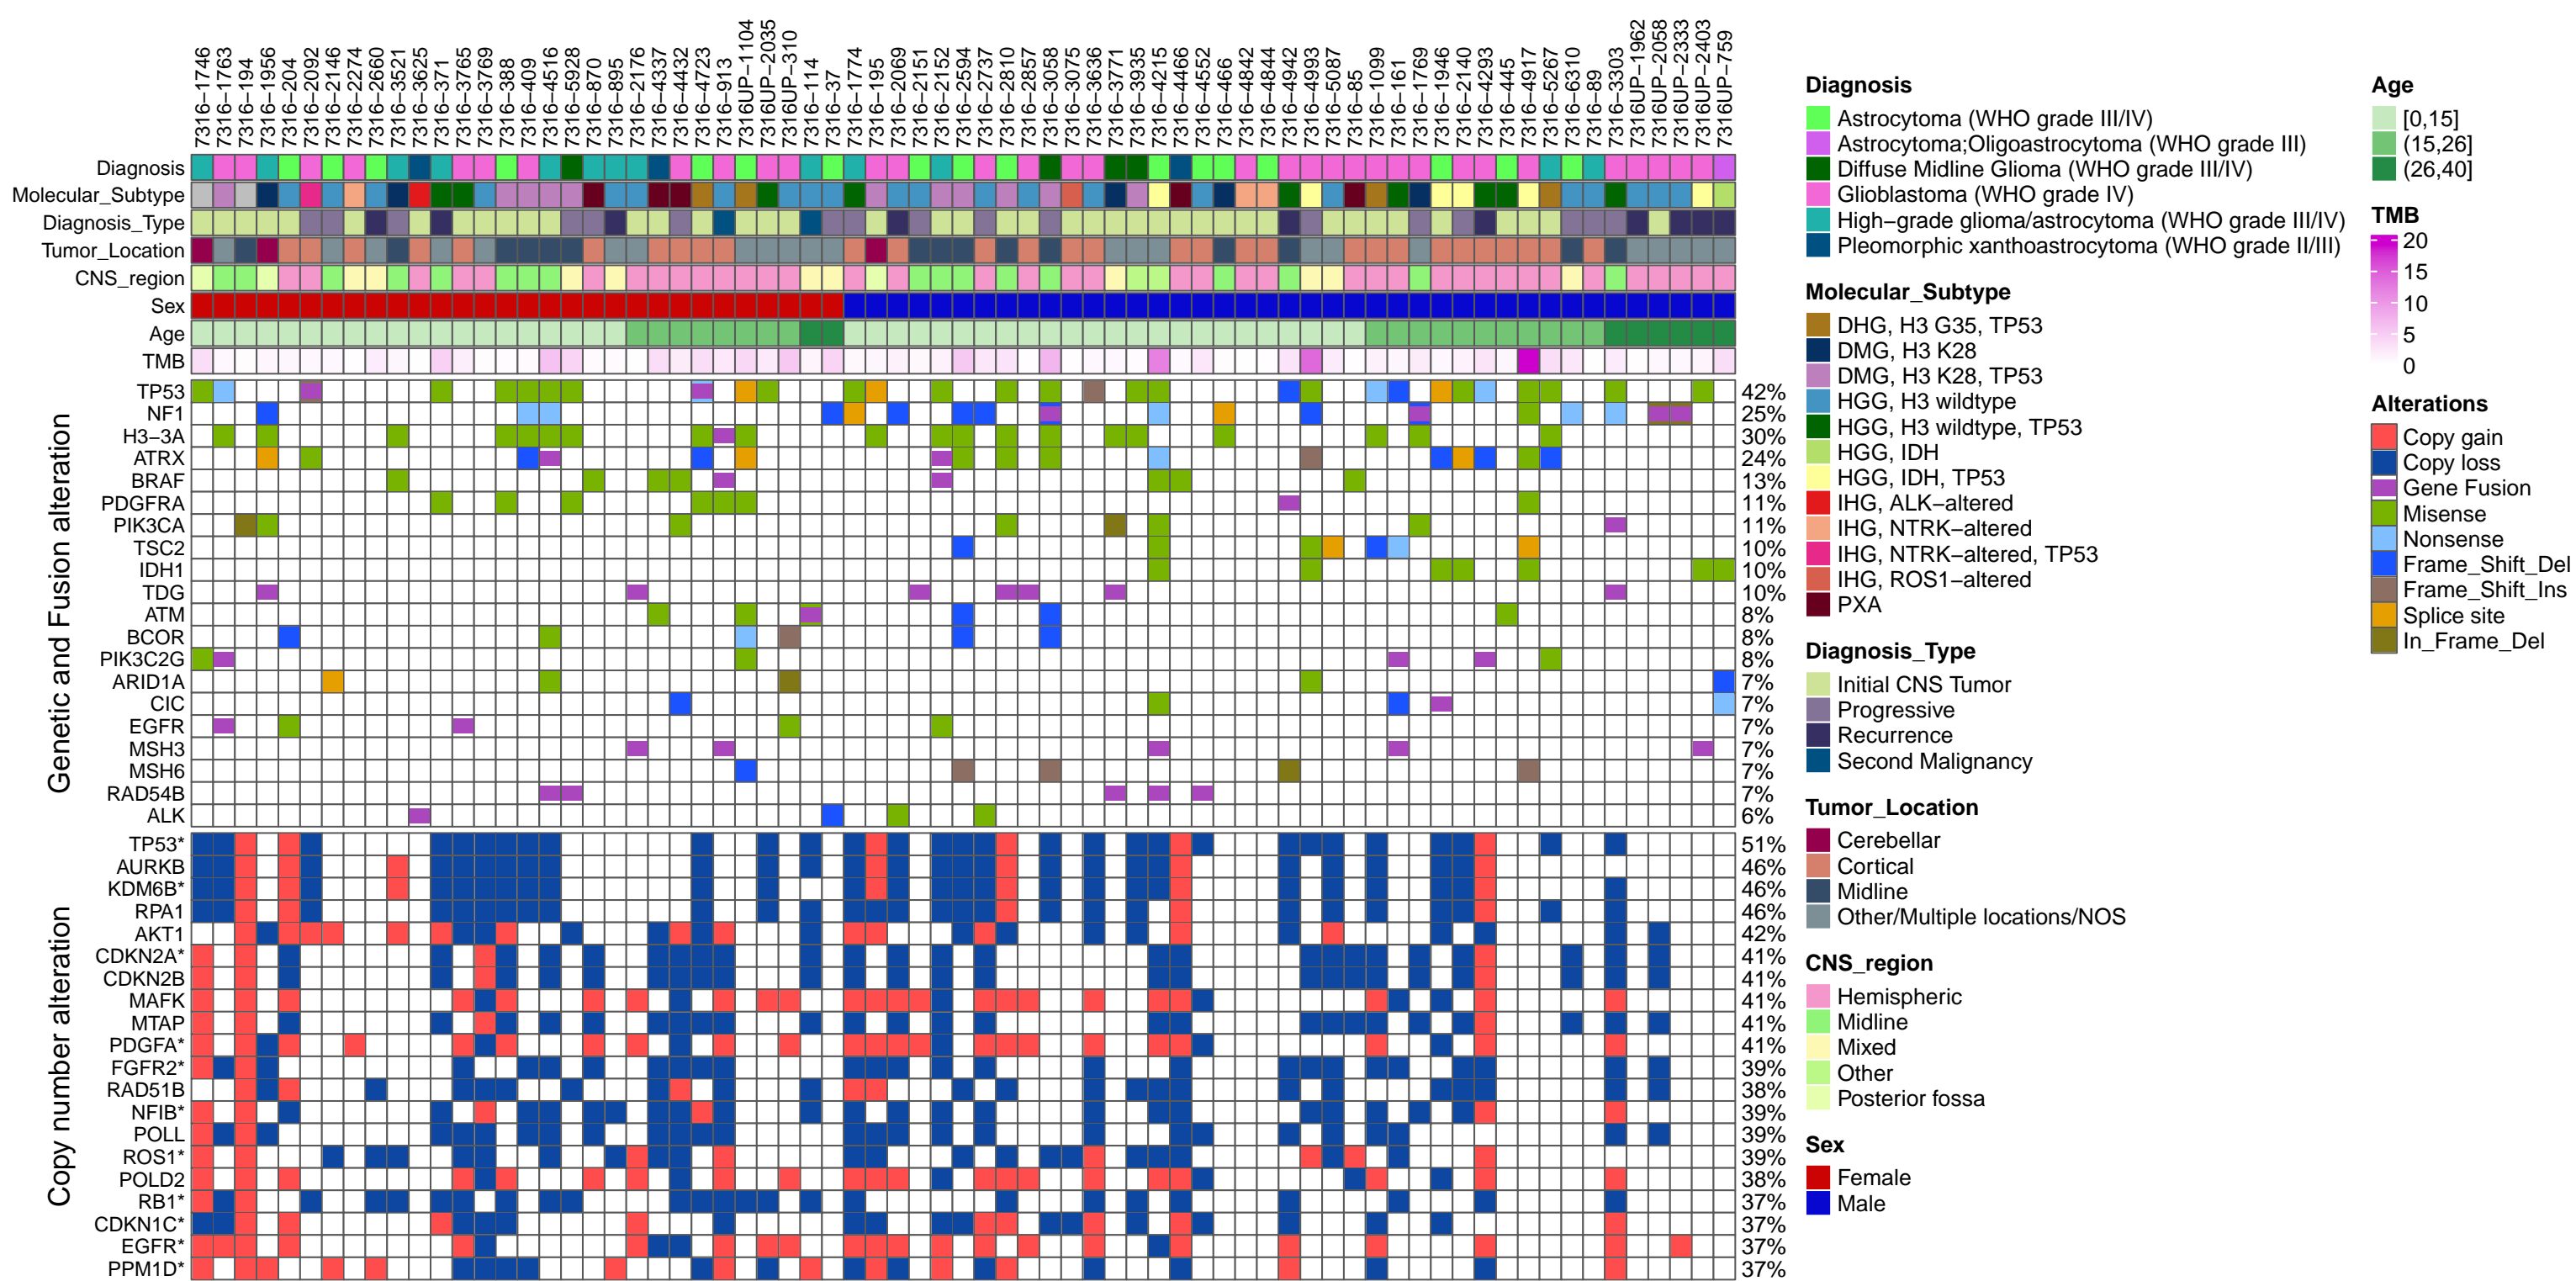 7316−1746
7316−1763
7316−194
7316−1956
7316−204
7316−2092
7316−2146
7316−2274
7316−2660
7316−3521
7316−3625
7316−371
7316−3765
7316−3769
7316−388
7316−409
7316−4516
7316−5928
7316−870
7316−895
7316−2176
7316−4337
7316−4432
7316−4723
7316−913
7316UP−1104
7316UP−2035
7316UP−310
7316−114
7316−37
7316−1774
7316−195
7316−2069
7316−2151
7316−2152
7316−2594
7316−2737
7316−2810
7316−2857
7316−3058
7316−3075
7316−3636
7316−3771
7316−3935
7316−4215
7316−4466
7316−4552
7316−466
7316−4842
7316−4844
7316−4942
7316−4993
7316−5087
7316−85
7316−1099
7316−161
7316−1769
7316−1946
7316−2140
7316−4293
7316−445
7316−4917
7316−5267
7316−6310
7316−89
7316−3303
7316UP−1962
7316UP−2058
7316UP−2333
7316UP−2403
7316UP−759
Diagnosis
Molecular_Subtype
Diagnosis_Type
Tumor_Location
CNS_region
Sex
Age
TMB
Genetic and Fusion alteration
TP53 42%
NF1 25%
H3−3A 30%
ATRX 24%
BRAF 13%
PDGFRA 11%
PIK3CA 11%
TSC2 10%
IDH1 10%
TDG 10%
ATM 8%
BCOR 8%
PIK3C2G 8%
ARID1A 7%
CIC 7%
EGFR 7%
MSH3 7%
MSH6 7%
RAD54B 7%
ALK 6%
Copy number alteration
TP53* 51%
AURKB 46%
KDM6B* 46%
RPA1 46%
AKT1 42%
CDKN2A* 41%
CDKN2B 41%
MAFK 41%
MTAP 41%
PDGFA* 41%
FGFR2* 39%
RAD51B 38%
NFIB* 39%
POLL 39%
ROS1* 39%
POLD2 38%
RB1* 37%
CDKN1C* 37%
EGFR* 37%
PPM1D* 37%
Diagnosis
Astrocytoma (WHO grade III/IV)
Astrocytoma;Oligoastrocytoma (WHO grade III)
Diffuse Midline Glioma (WHO grade III/IV)
Glioblastoma (WHO grade IV)
High−grade glioma/astrocytoma (WHO grade III/IV)
Pleomorphic xanthoastrocytoma (WHO grade II/III)
Molecular_Subtype
DHG, H3 G35, TP53
DMG, H3 K28
DMG, H3 K28, TP53
HGG, H3 wildtype
HGG, H3 wildtype, TP53
HGG, IDH
HGG, IDH, TP53
IHG, ALK−altered
IHG, NTRK−altered
IHG, NTRK−altered, TP53
IHG, ROS1−altered
PXA
Diagnosis_Type
Initial CNS Tumor
Progressive
Recurrence
Second Malignancy
Tumor_Location
Cerebellar
Cortical
Midline
Other/Multiple locations/NOS
CNS_region
Hemispheric
Midline
Mixed
Other
Posterior fossa
Sex
Female
Male
Age
[0,15]
(15,26]
(26,40]
TMB
20
15
10
5
0
Alterations
Copy gain
Copy loss
Gene Fusion
Misense
Nonsense
Frame_Shift_Del
Frame_Shift_Ins
Splice site
In_Frame_Del